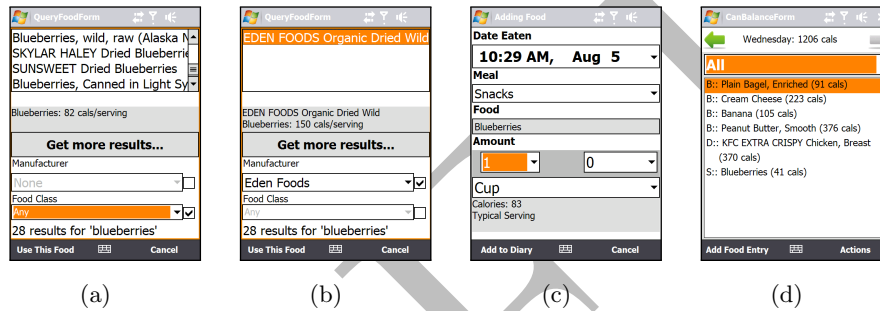 QueryFoodForm
Blueberries, wild, raw (Alaska N
SKYLAR HALEY Dried Blueberrie
SUNSWEET Dried Blueberries
Blueberries, Canned in Light Sy
Blueberries: 82 cals/serving
Get more results...
Manufacturer
None
Food Class
Any
28 results for 'blueberries'
Use This Food Cancel
(a)
QueryFoodForm
EDEN FOODS Organic Dried Wild
EDEN FOODS Organic Dried Wild
Blueberries: 150 cals/serving
Get more results...
Manufacturer
Eden Foods
Food Class
Any
28 results for 'blueberries'
Use This Food Cancel
(b)
Adding Food
Date Eaten
10:29 AM, Aug 5
Meal
Snacks
Food
Blueberries
Amount
1 0
Cup
Calories: 83
Typical Serving
Add to Diary Cancel
(c)
CanBalanceForm
Wednesday: 1206 cals
All
B:: Plain Bagel, Enriched (91 cals)
B:: Cream Cheese (223 cals)
B:: Banana (105 cals)
B:: Peanut Butter, Smooth (376 cals)
D:: KFC EXTRA CRISPY Chicken, Breast
(370 cals)
S:: Blueberries (41 cals)
Add Food Entry Actions
(d)